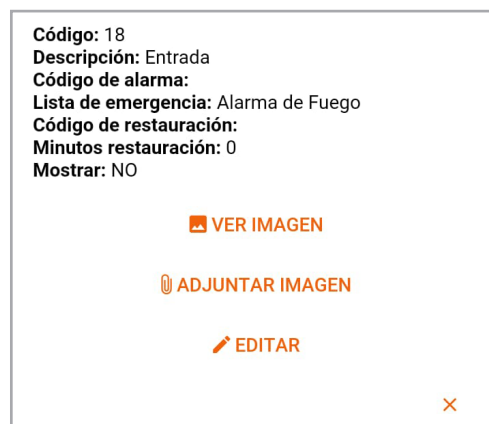 Código: 18
Descripción: Entrada
Código de alarma:
Lista de emergencia: Alarma de Fuego
Código de restauración:
Minutos restauración: 0
Mostrar: NO
VER IMAGEN
ADJUNTAR IMAGEN
EDITAR